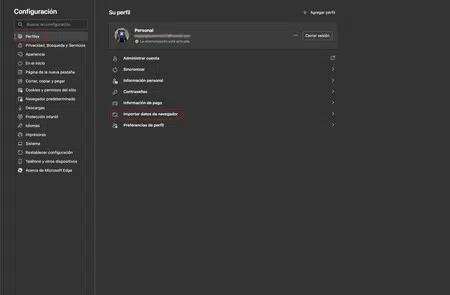 Configuración
Buscar en configuración
Perfiles
Privacidad, Búsqueda y Servicios
Apariencia
En el inicio
Página de la nueva pestaña
Comer, copiar y pegar
Cookies y permisos del sitio
Navegador predeterminado
Descargas
Protección infantil
Idiomas
Impresoras
Sistema
Restablecer configuración
Teléfono y otros dispositivos
Acerca de Microsoft Edge
Su perfil
Agregar perfil
Personal
La sincronización está activada
Cerrar sesión
Administrar cuenta
Sincronizar
Información personal
Contraseñas
Información de pago
Importar datos de navegador
Preferencias de perfil